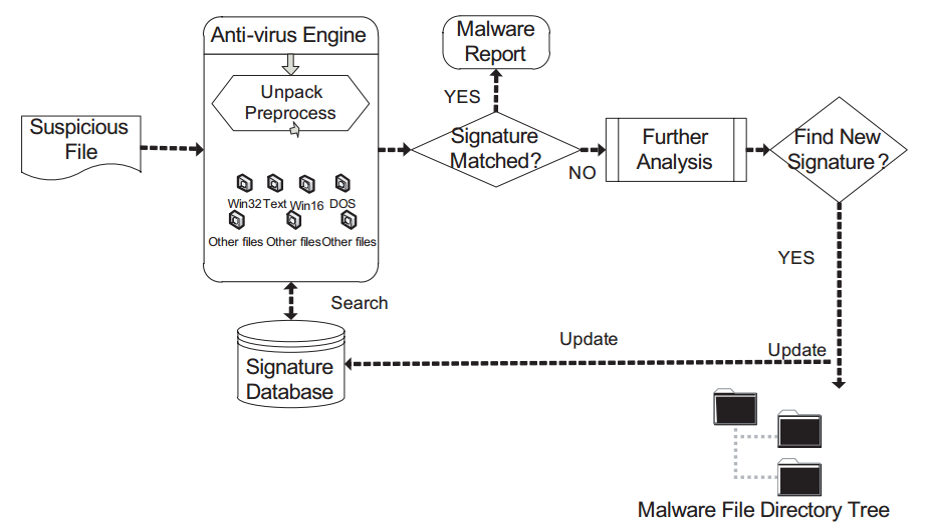 Anti-virus Engine
Unpack
Preprocess
Malware
Report
YES
Suspicious
File
Signature
Matched?
NO
Further
Analysis
Find New
Signature?
Win32 Text Win16 DOS
Other files Other files Other files
YES
Search
Update
Update
Signature
Database
Malware File Directory Tree